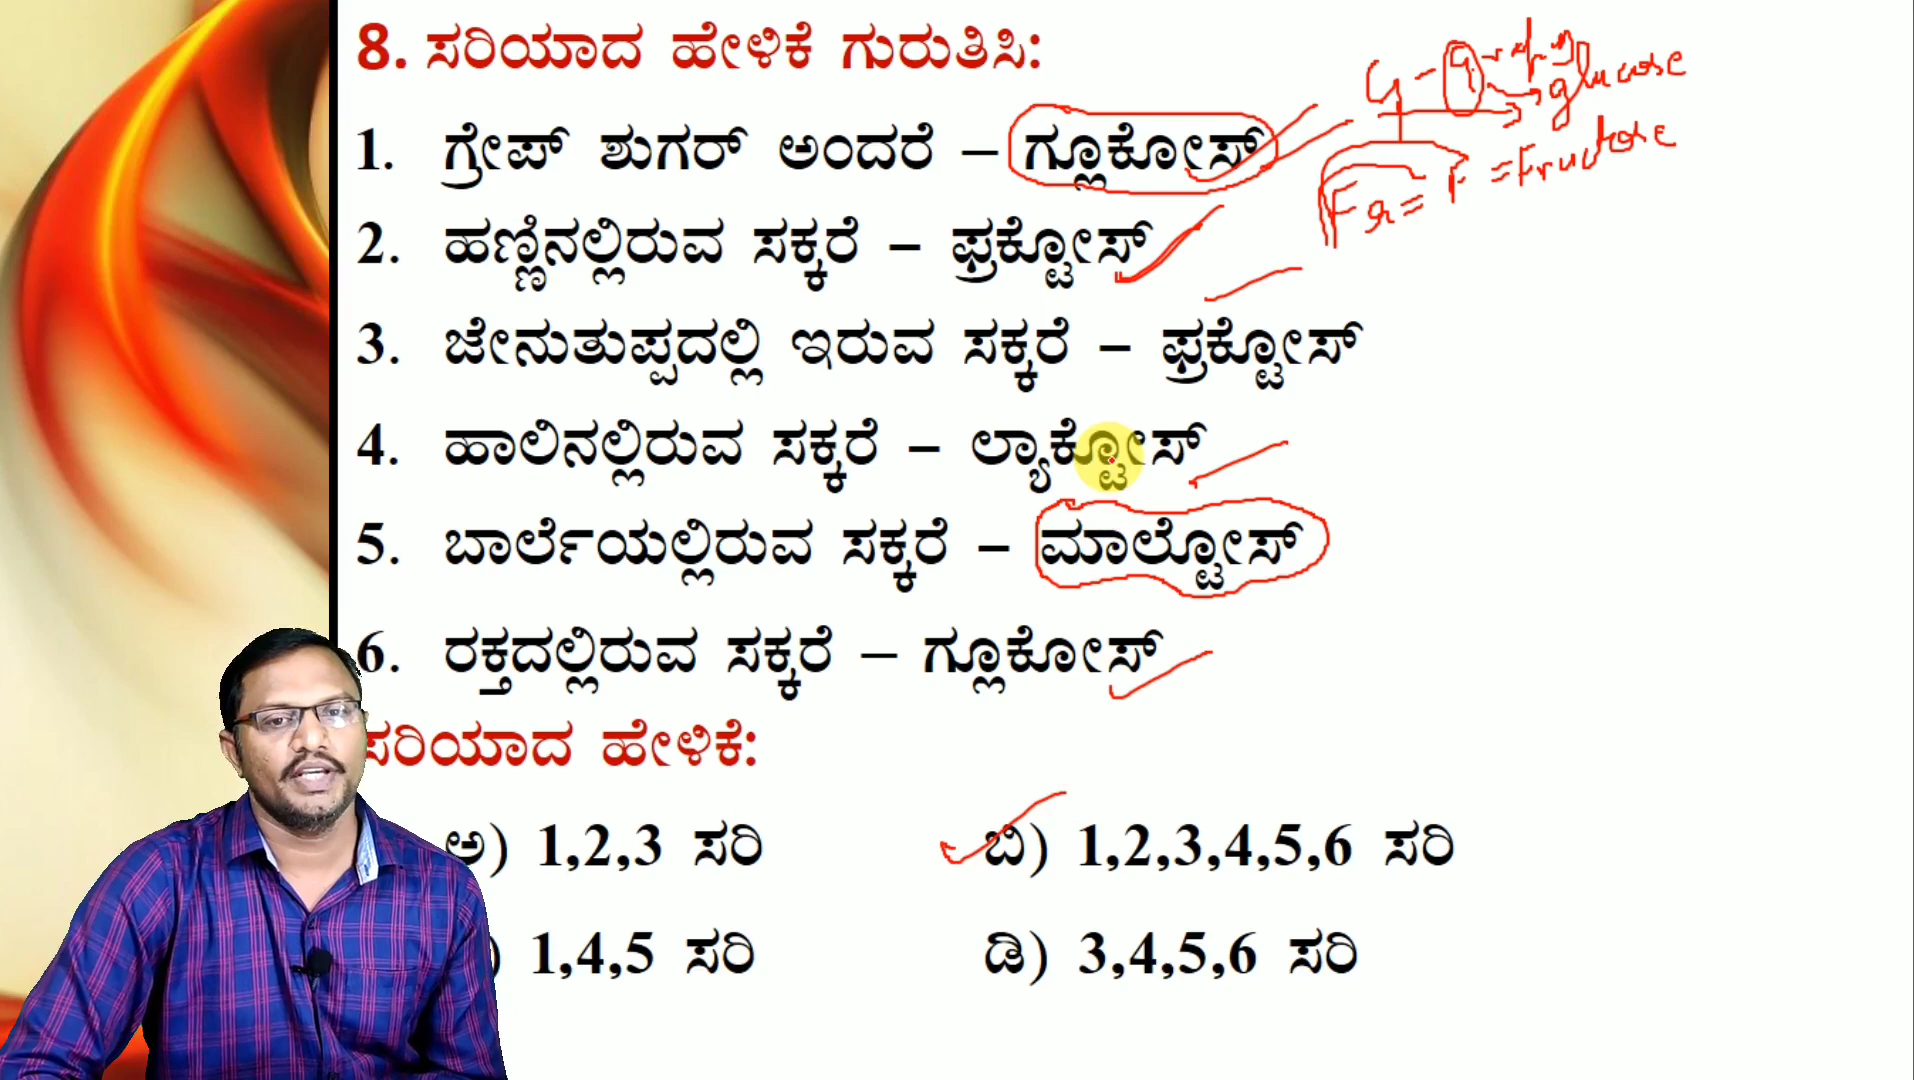 8. ಸರಿಯಾದ ಹೇಳಿಕೆ ಗುರುತಿಸಿ:
1. ಗ್ರೇಪ್ ಶುಗರ್ ಅಂದರೆ – ಗ್ಲೂಕೋಸ್
2. ಹಣ್ಣಿನಲ್ಲಿರುವ ಸಕ್ಕರೆ – ಫ್ರಕ್ಟೋಸ್
3. ಜೇನುತುಪ್ಪದಲ್ಲಿ ಇರುವ ಸಕ್ಕರೆ – ಫ್ರಕ್ಟೋಸ್
4. ಹಾಲಿನಲ್ಲಿರುವ ಸಕ್ಕರೆ – ಲ್ಯಾಕ್ಟೋಸ್
5. ಬಾರ್ಲೆಯಲ್ಲಿರುವ ಸಕ್ಕರೆ – ಮಾಲ್ಟೋಸ್
6. ರಕ್ತದಲ್ಲಿರುವ ಸಕ್ಕರೆ – ಗ್ಲೂಕೋಸ್
glucose
= Fructose
ಸರಿಯಾದ ಹೇಳಿಕೆ:
ಅ) 1,2,3 ಸರಿ
ಬಿ) 1,2,3,4,5,6 ಸರಿ
) 1,4,5 ಸರಿ
ಡಿ) 3,4,5,6 ಸರಿ